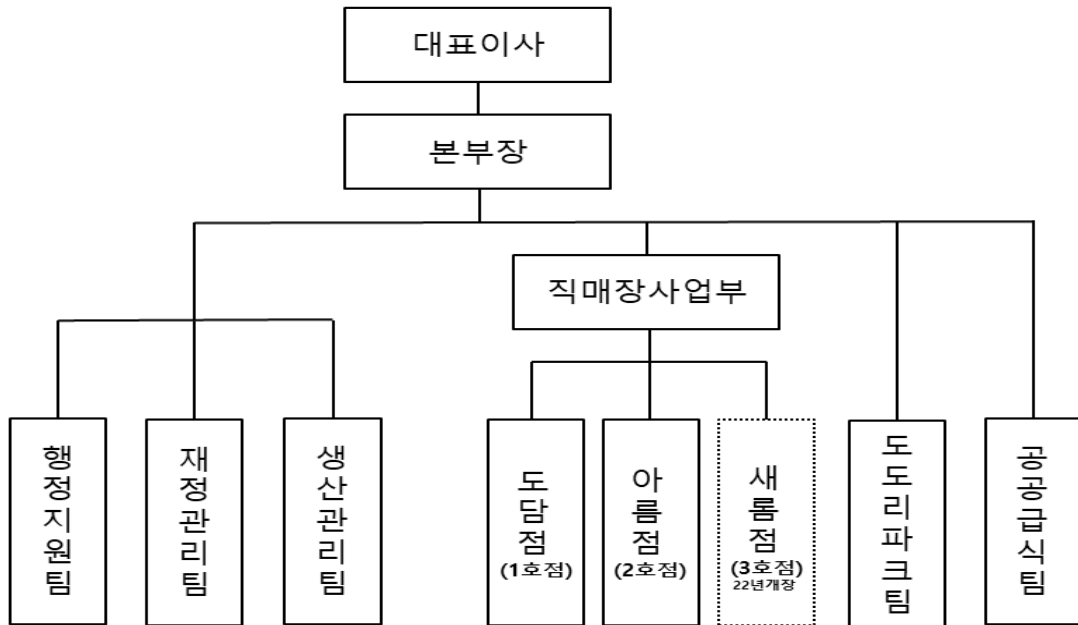 대표이사
본부장
직매장사업부
행정지원팀
재정관리팀
생산관리팀
도담점
(1호점)
아름점
(2호점)
새롬점
(3호점)
22년개장
도도리파크팀
공공급식팀